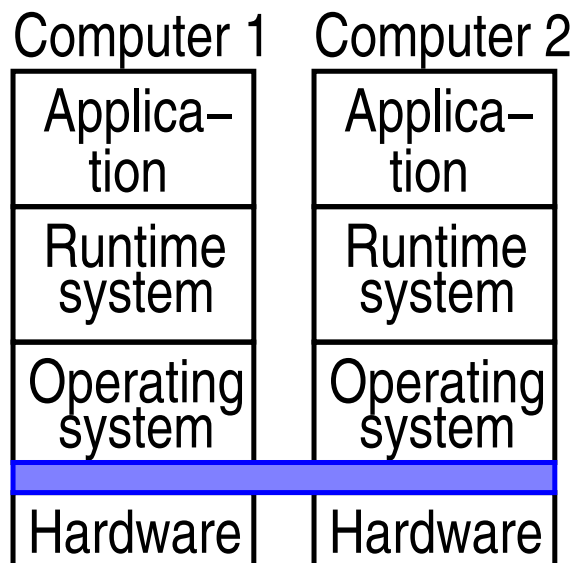 Computer 1
Computer 2
Applica–
tion
Applica–
tion
Runtime
system
Runtime
system
Operating
system
Operating
system
Hardware
Hardware